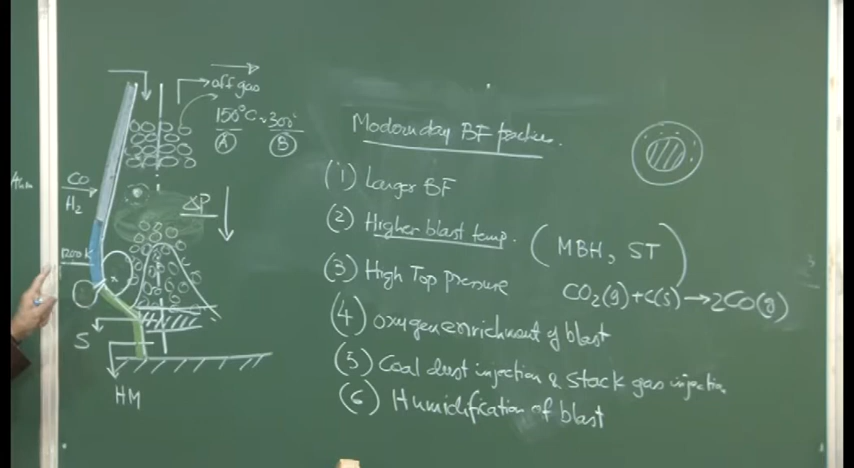 off gas
150°C ~ 300°
A
B
CO
H₂
ΔP
1200K
S
HM
Modern day BF practices.
(1) Larger BF
(2) Higher blast temp. (MBH, ST)
(3) High Top pressure
CO₂(g)+C(s)→2CO(g)
(4) oxygen enrichment of blast
(5) Coal dust injection & Stack gas injection
(6) Humidification of blast